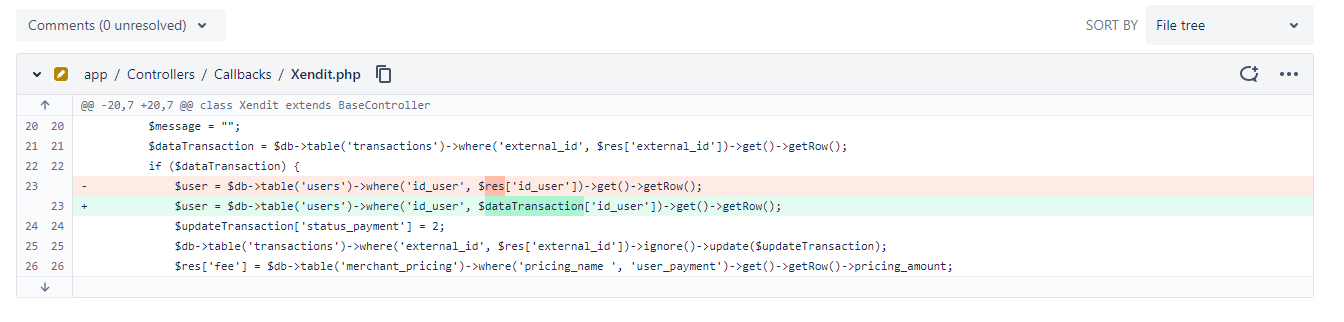 Comments (0 unresolved)
SORT BY File tree
app / Controllers / Callbacks / Xendit.php
@@ -20,7 +20,7 @@ class Xendit extends BaseController
20 20 $message = "";
21 21 $dataTransaction = $db->table('transactions')->where('external_id', $res['external_id'])->get()->getRow();
22 22 if ($dataTransaction) {
23 - $user = $db->table('users')->where('id_user', $res['id_user'])->get()->getRow();
23 + $user = $db->table('users')->where('id_user', $dataTransaction['id_user'])->get()->getRow();
24 24 $updateTransaction['status_payment'] = 2;
25 25 $db->table('transactions')->where('external_id', $res['external_id'])->ignore()->update($updateTransaction);
26 26 $res['fee'] = $db->table('merchant_pricing')->where('pricing_name ', 'user_payment')->get()->getRow()->pricing_amount;